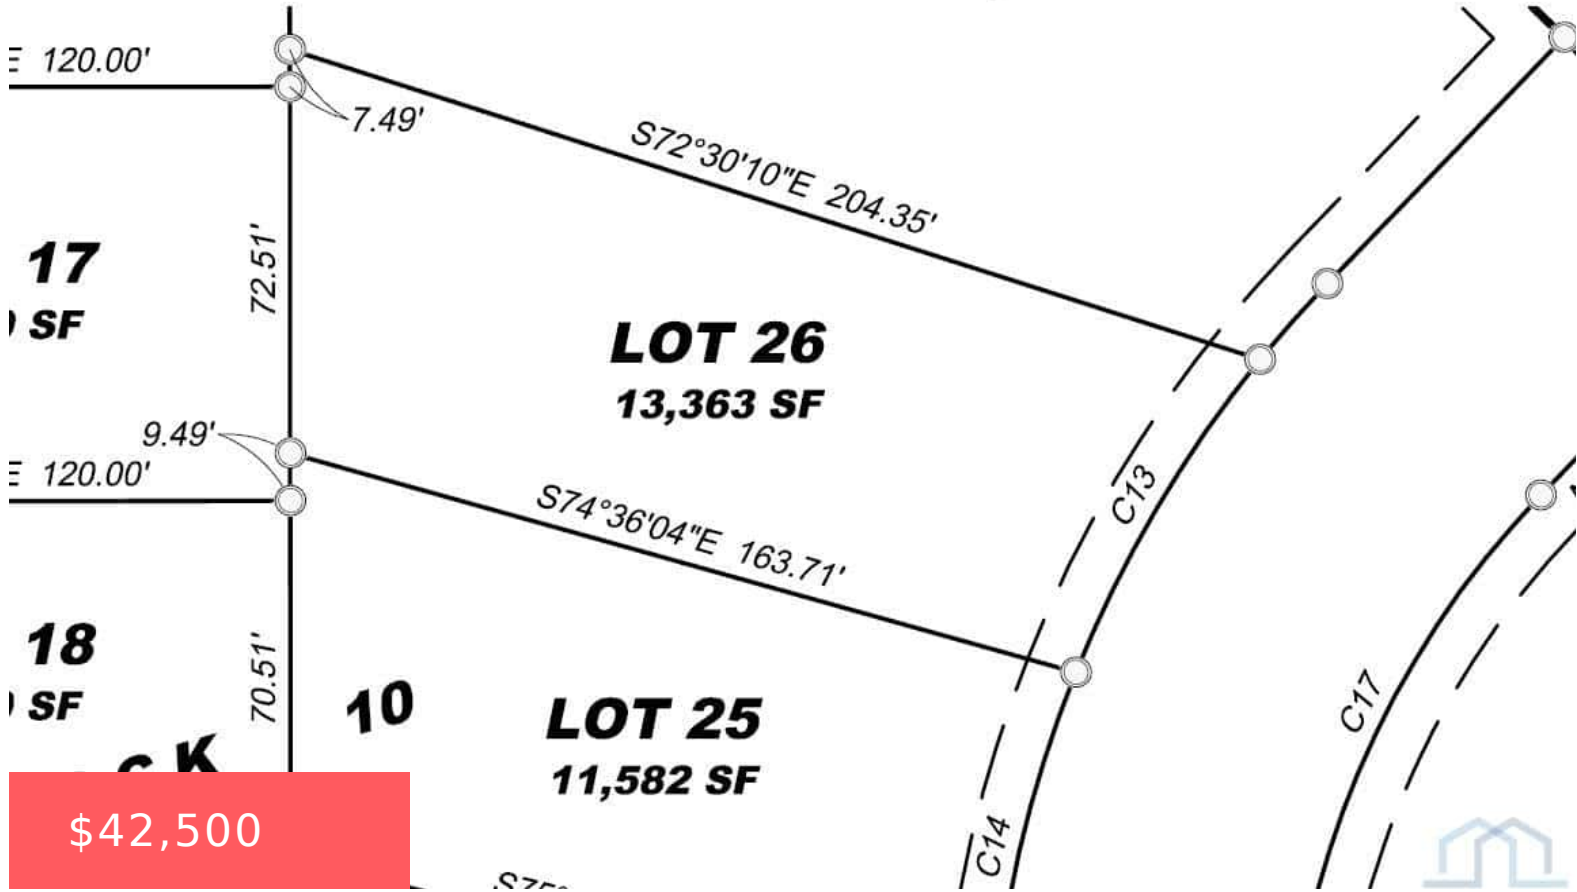 E 120.00'
7.49'
S72°30'10"E 204.35'
17
SF
72.51'
LOT 26
13,363 SF
9.49'
E 120.00'
S74°36'04"E 163.71'
C13
18
SF
70.51'
10
LOT 25
11,582 SF
C17
C14
$42,500